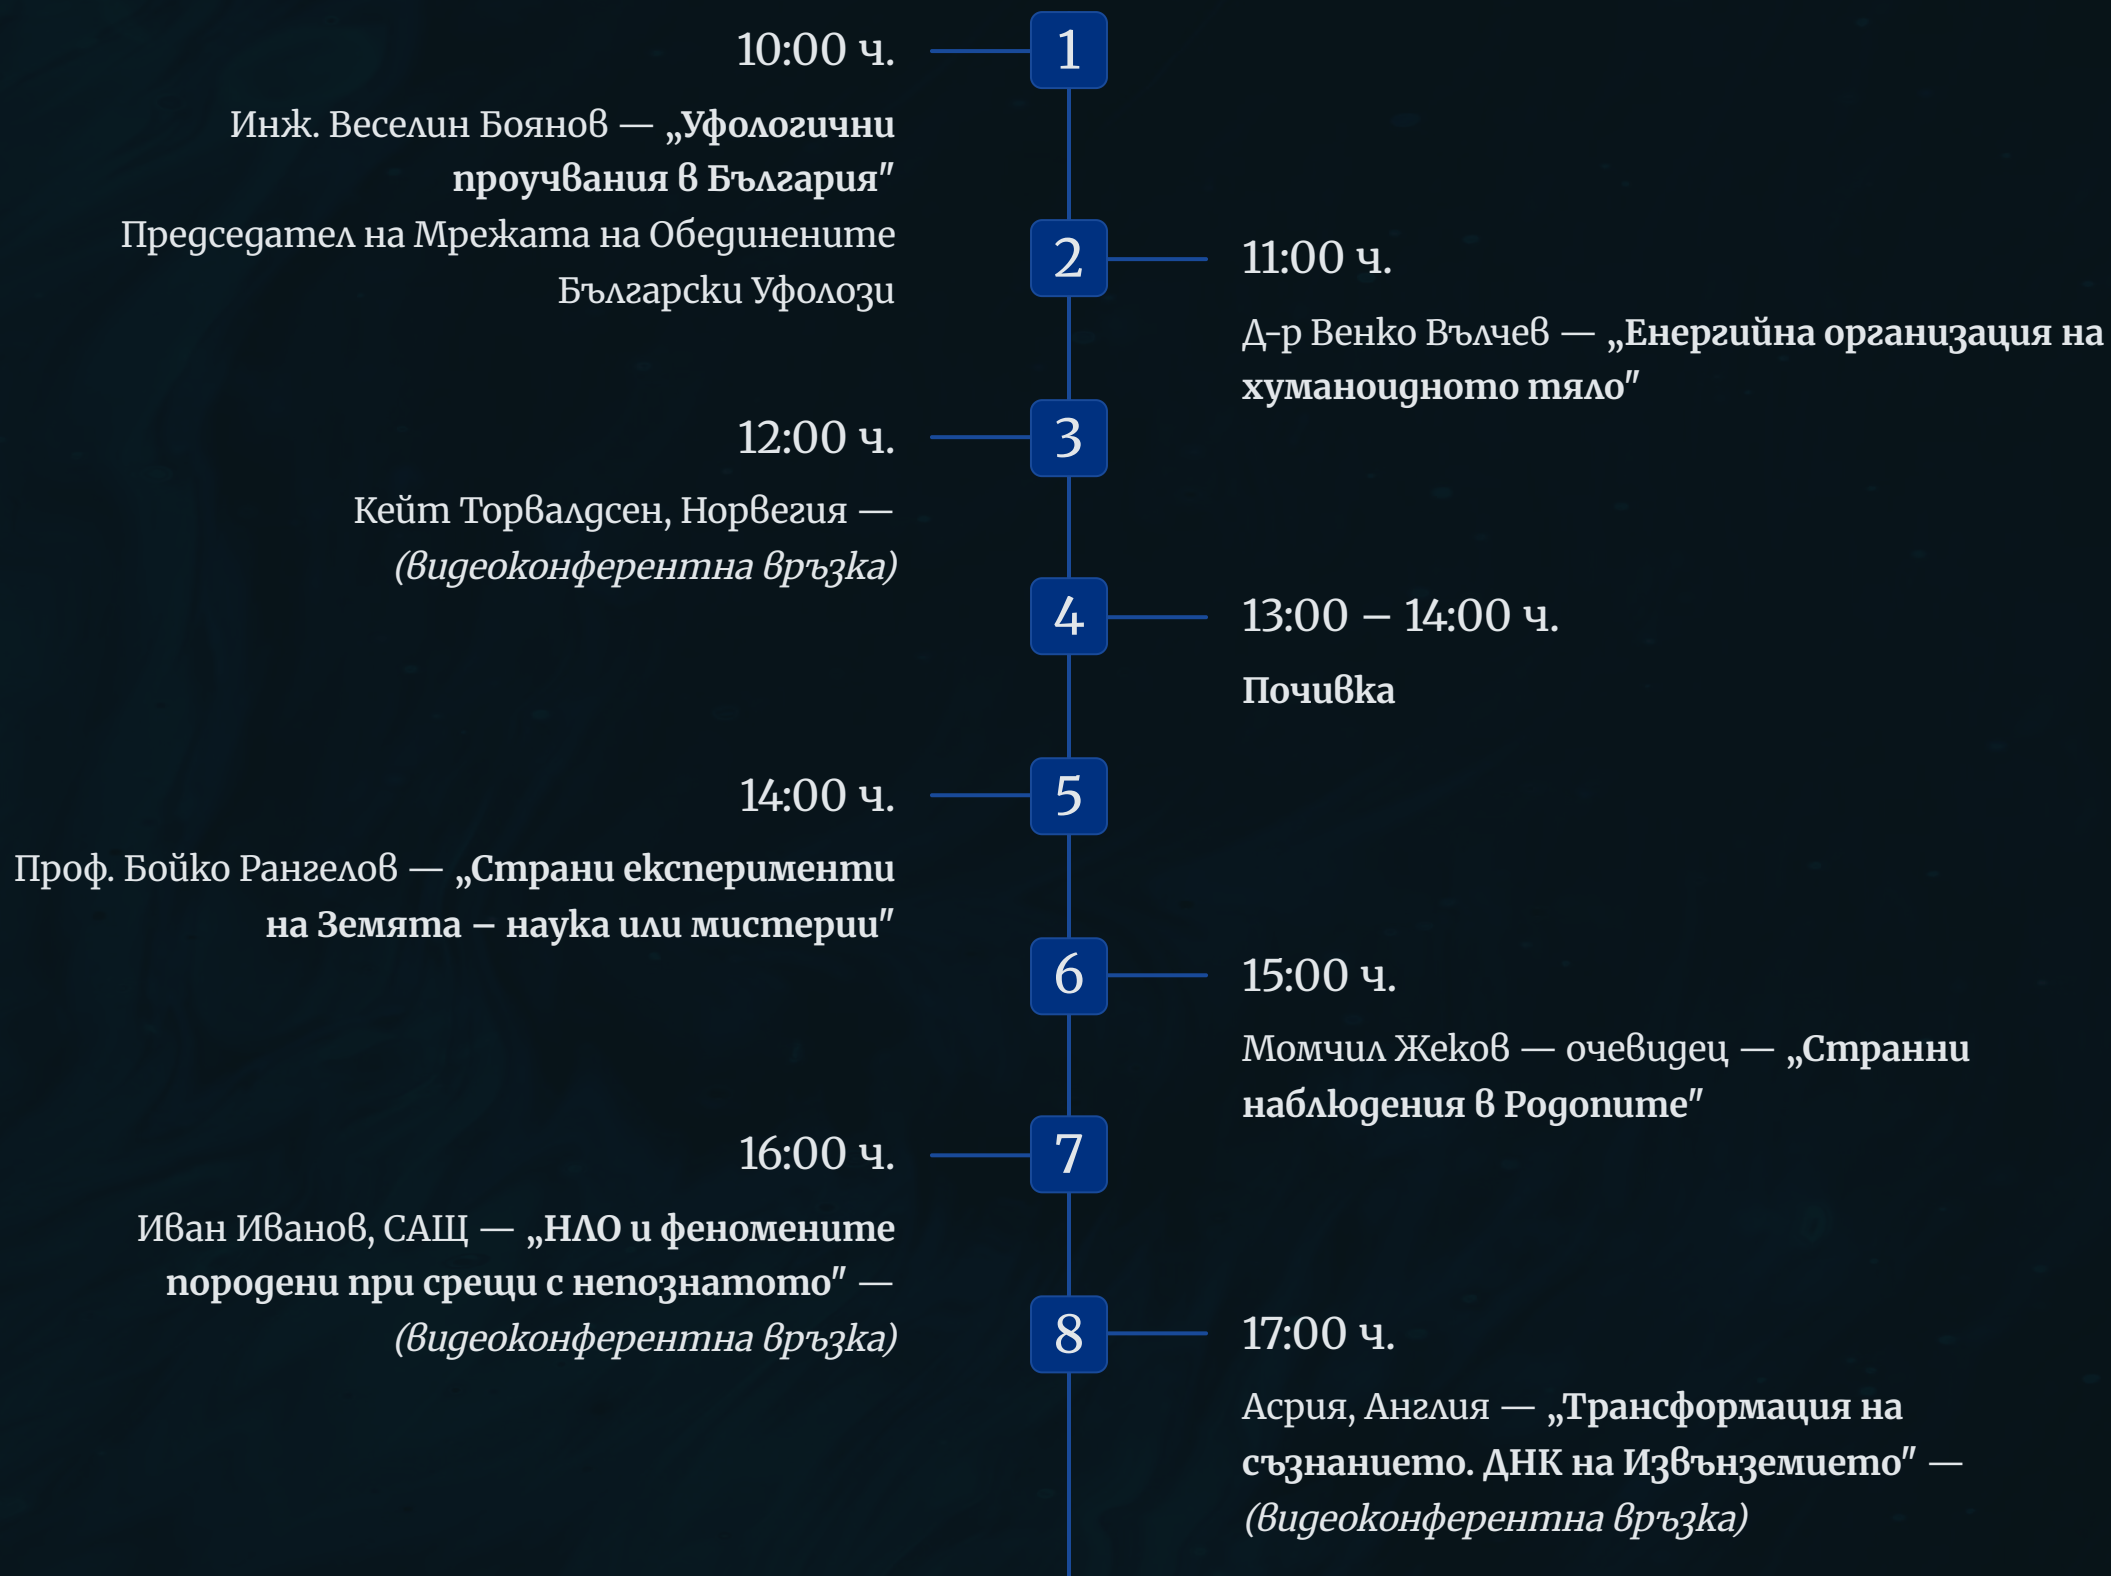 1
10:00 ч.
Инж. Веселин Боянов — „Уфологични
проучвания в България"
Председател на Мрежата на Обединените
Български Уфолози
2
11:00 ч.
Д-р Венко Вълчев — „Енергийна организация на
хуманоидното тяло"
3
12:00 ч.
Кейт Торвалдсен, Норвегия —
(видеоконферентна връзка)
4
13:00 – 14:00 ч.
Почивка
5
14:00 ч.
Проф. Бойко Рангелов — „Страни експерименти
на Земята – наука или мистерии"
6
15:00 ч.
Момчил Жеков — очевидец — „Странни
наблюдения в Родопите"
7
16:00 ч.
Иван Иванов, САЩ — „НЛО и феномените
породени при срещи с непознатото" —
(видеоконферентна връзка)
8
17:00 ч.
Асрия, Англия — „Трансформация на
съзнанието. ДНК на Извънземието" —
(видеоконферентна връзка)